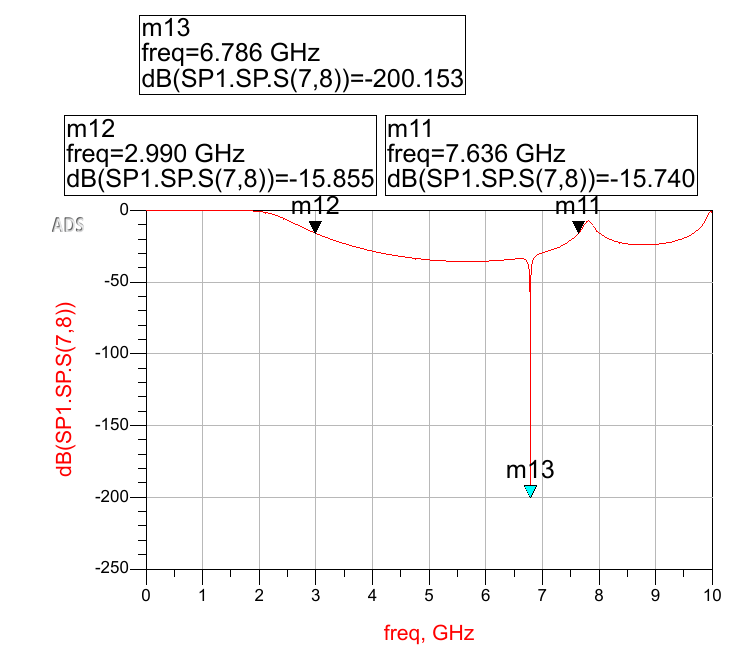 m13
freq=6.786 GHz
dB(SP1.SP.S(7,8))=-200.153
m12
freq=2.990 GHz
dB(SP1.SP.S(7,8))=-15.855
m11
freq=7.636 GHz
dB(SP1.SP.S(7,8))=-15.740
m12
m11
ADS
0
-50
-100
-150
-200
-250
dB(SP1.SP.S(7,8))
m13
0 1 2 3 4 5 6 7 8 9 10
freq, GHz